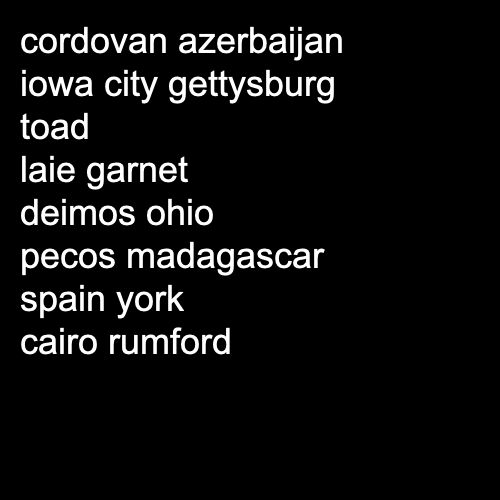 cordovan azerbaijan
iowa city gettysburg
toad
laie garnet
deimos ohio
pecos madagascar
spain york
cairo rumford